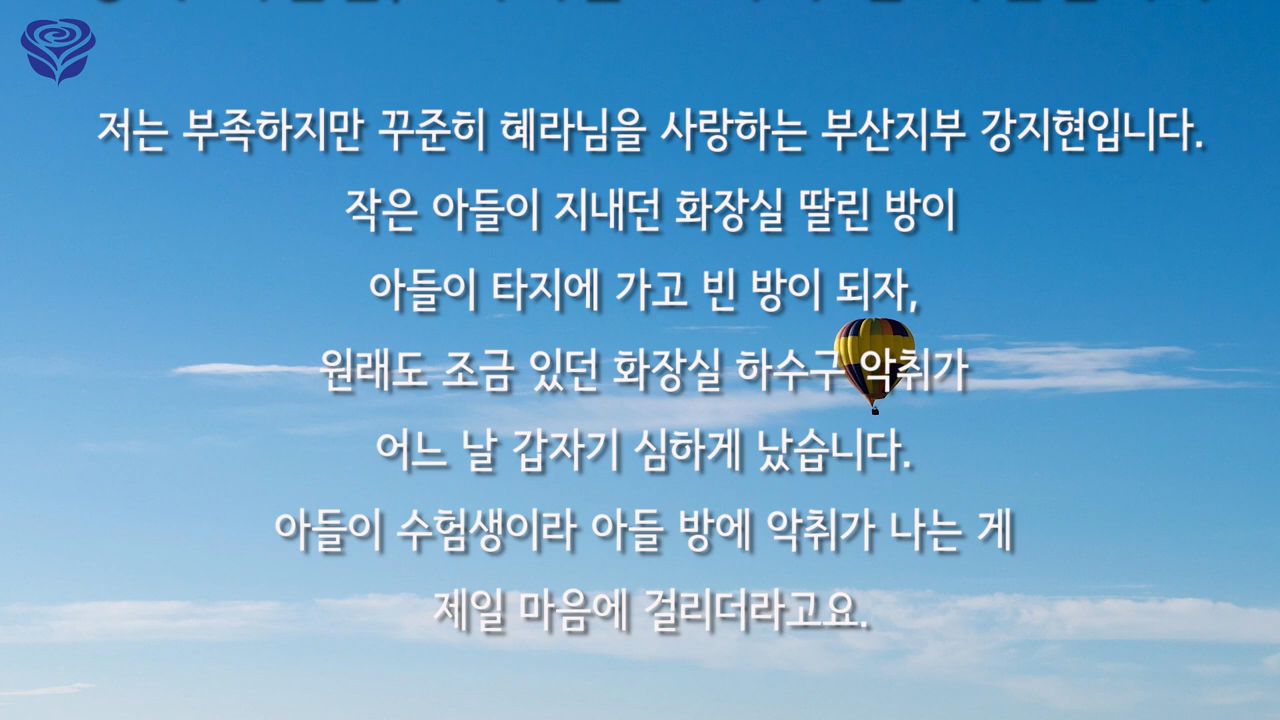 저는 부족하지만 꾸준히 혜라님을 사랑하는 부산지부 강지현입니다.
작은 아들이 지내던 화장실 딸린 방이
아들이 타지에 가고 빈 방이 되자,
원래도 조금 있던 화장실 하수구 악취가
어느 날 갑자기 심하게 났습니다.
아들이 수험생이라 아들 방에 악취가 나는 게
제일 마음에 걸리더라고요.